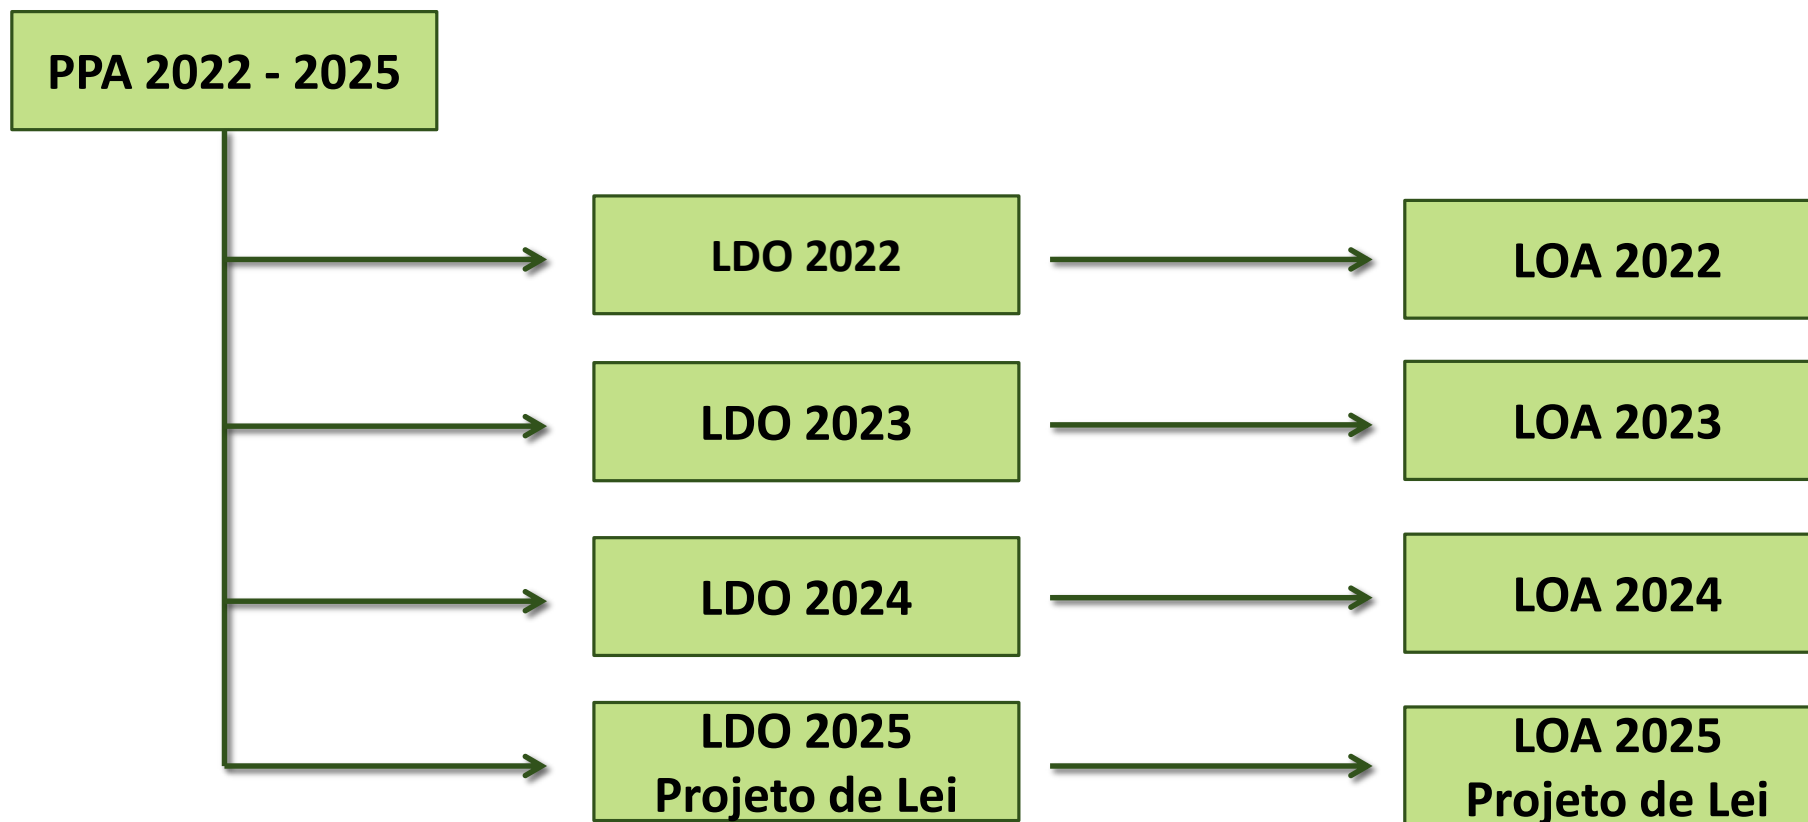 PPA 2022 - 2025
LDO 2022
LOA 2022
LDO 2023
LOA 2023
LDO 2024
LOA 2024
LDO 2025
Projeto de Lei
LOA 2025
Projeto de Lei